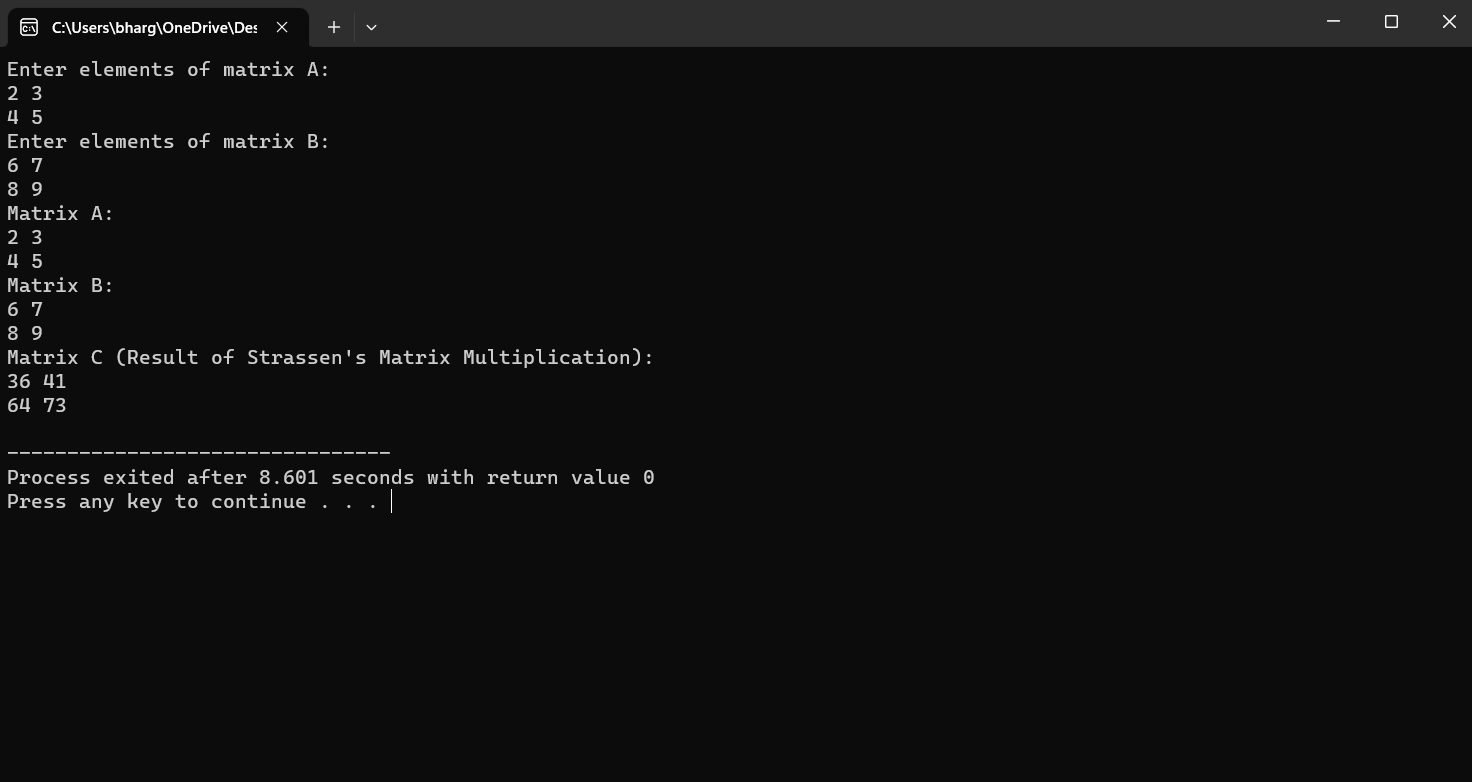 C:\Users\bharg\OneDrive\Des
Enter elements of matrix A:
2 3
4 5
Enter elements of matrix B:
6 7
8 9
Matrix A:
2 3
4 5
Matrix B:
6 7
8 9
Matrix C (Result of Strassen's Matrix Multiplication):
36 41
64 73
--------------------------------
Process exited after 8.601 seconds with return value 0
Press any key to continue . . .